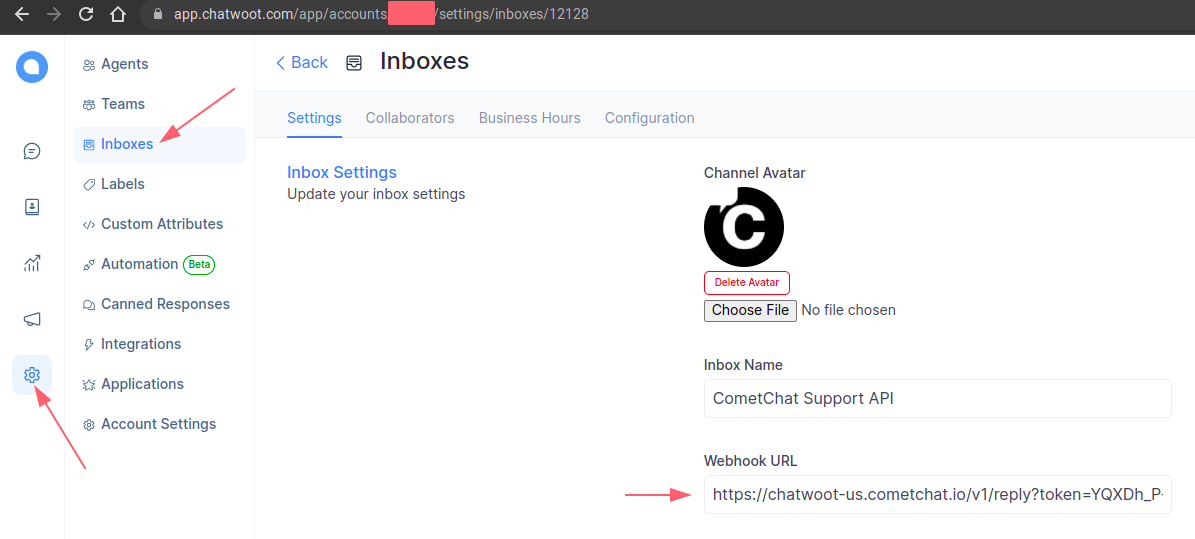 app.chatwoot.com/app/accounts/ /settings/inboxes/12128
Agents
Teams
Inboxes
Labels
Custom Attributes
Automation Beta
Canned Responses
Integrations
Applications
Account Settings
Back Inboxes
Settings Collaborators Business Hours Configuration
Inbox Settings
Update your inbox settings
Channel Avatar
C
Delete Avatar
Choose File No file chosen
Inbox Name
CometChat Support API
Webhook URL
https://chatwoot-us.cometchat.io/v1/reply?token=YQXDh_P